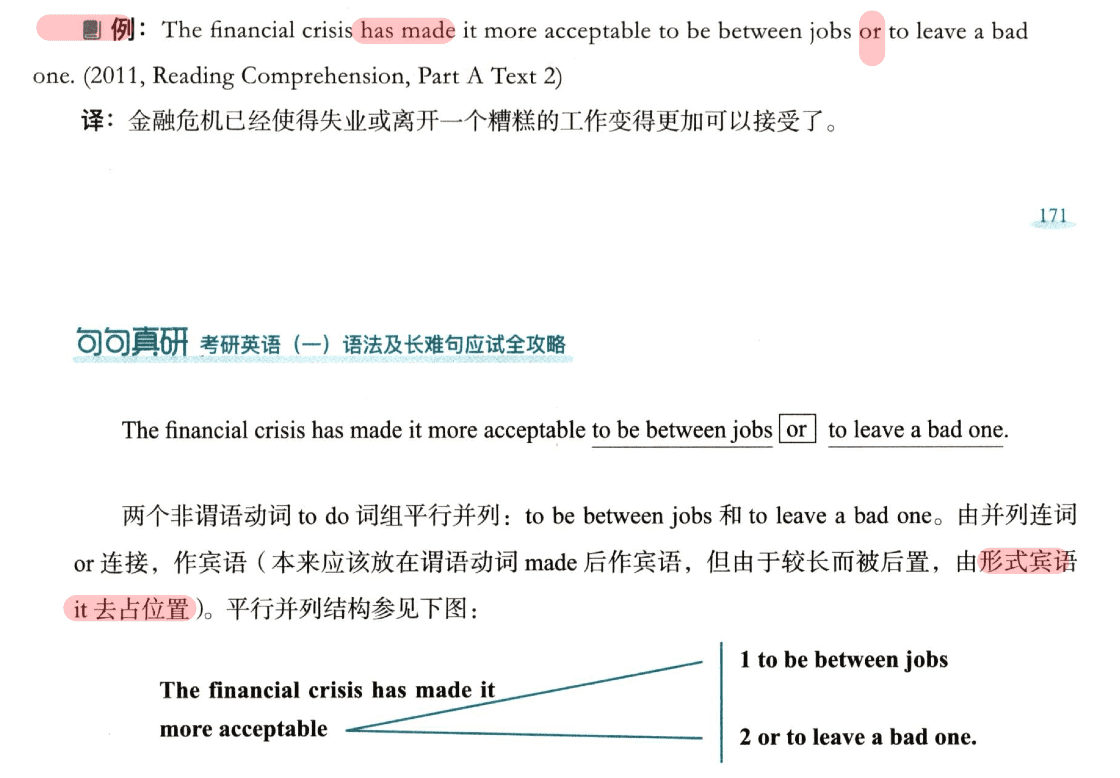 例：The financial crisis has made it more acceptable to be between jobs or to leave a bad
one. (2011, Reading Comprehension, Part A Text 2)
译：金融危机已经使得失业或离开一个糟糕的工作变得更加可以接受了。
171
句句真研 考研英语（一）语法及长难句应试全攻略
The financial crisis has made it more acceptable to be between jobs or to leave a bad one.
两个非谓语动词 to do 词组平行并列：to be between jobs 和 to leave a bad one。由并列连词
or 连接，作宾语（本来应该放在谓语动词 made 后作宾语，但由于较长而被后置，由形式宾语
it 去占位置）。平行并列结构参见下图：
1 to be between jobs
The financial crisis has made it
more acceptable
2 or to leave a bad one.